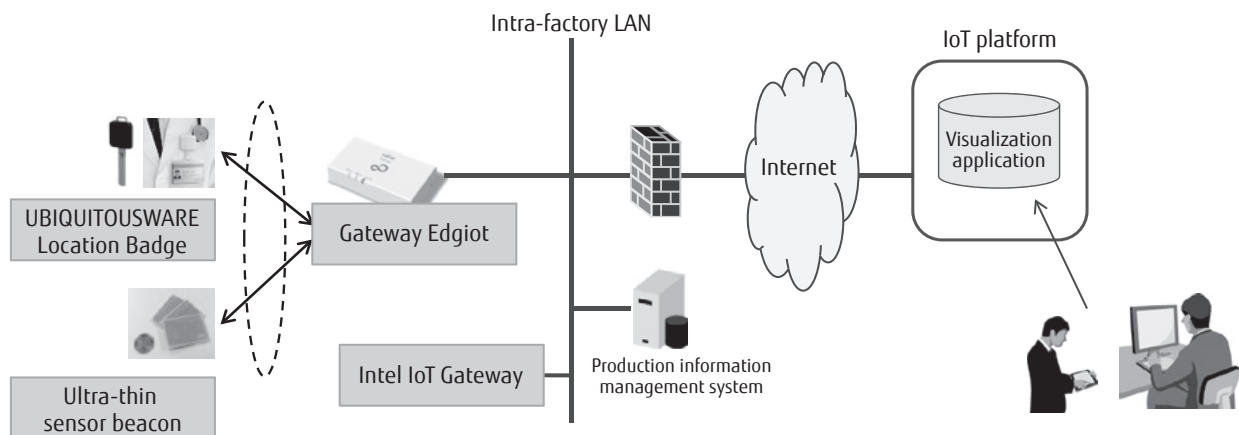 Intra-factory LAN
IoT platform
Visualization
application
Internet
UBIQUITOUSWARE
Location Badge
Gateway Edgiot
Ultra-thin
sensor beacon
Intel IoT Gateway
Production information
management system